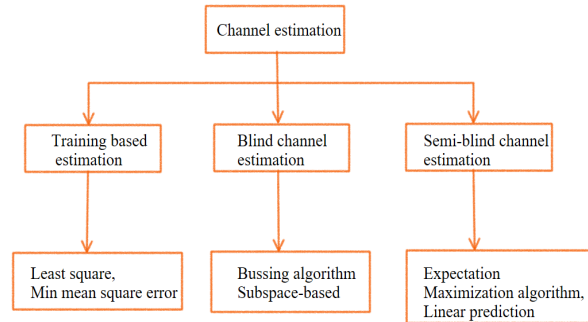 Channel estimation
Training based
estimation
Blind channel
estimation
Semi-blind channel
estimation
Least square,
Min mean square error
Bussing algorithm
Subspace-based
Expectation
Maximization algorithm,
Linear prediction